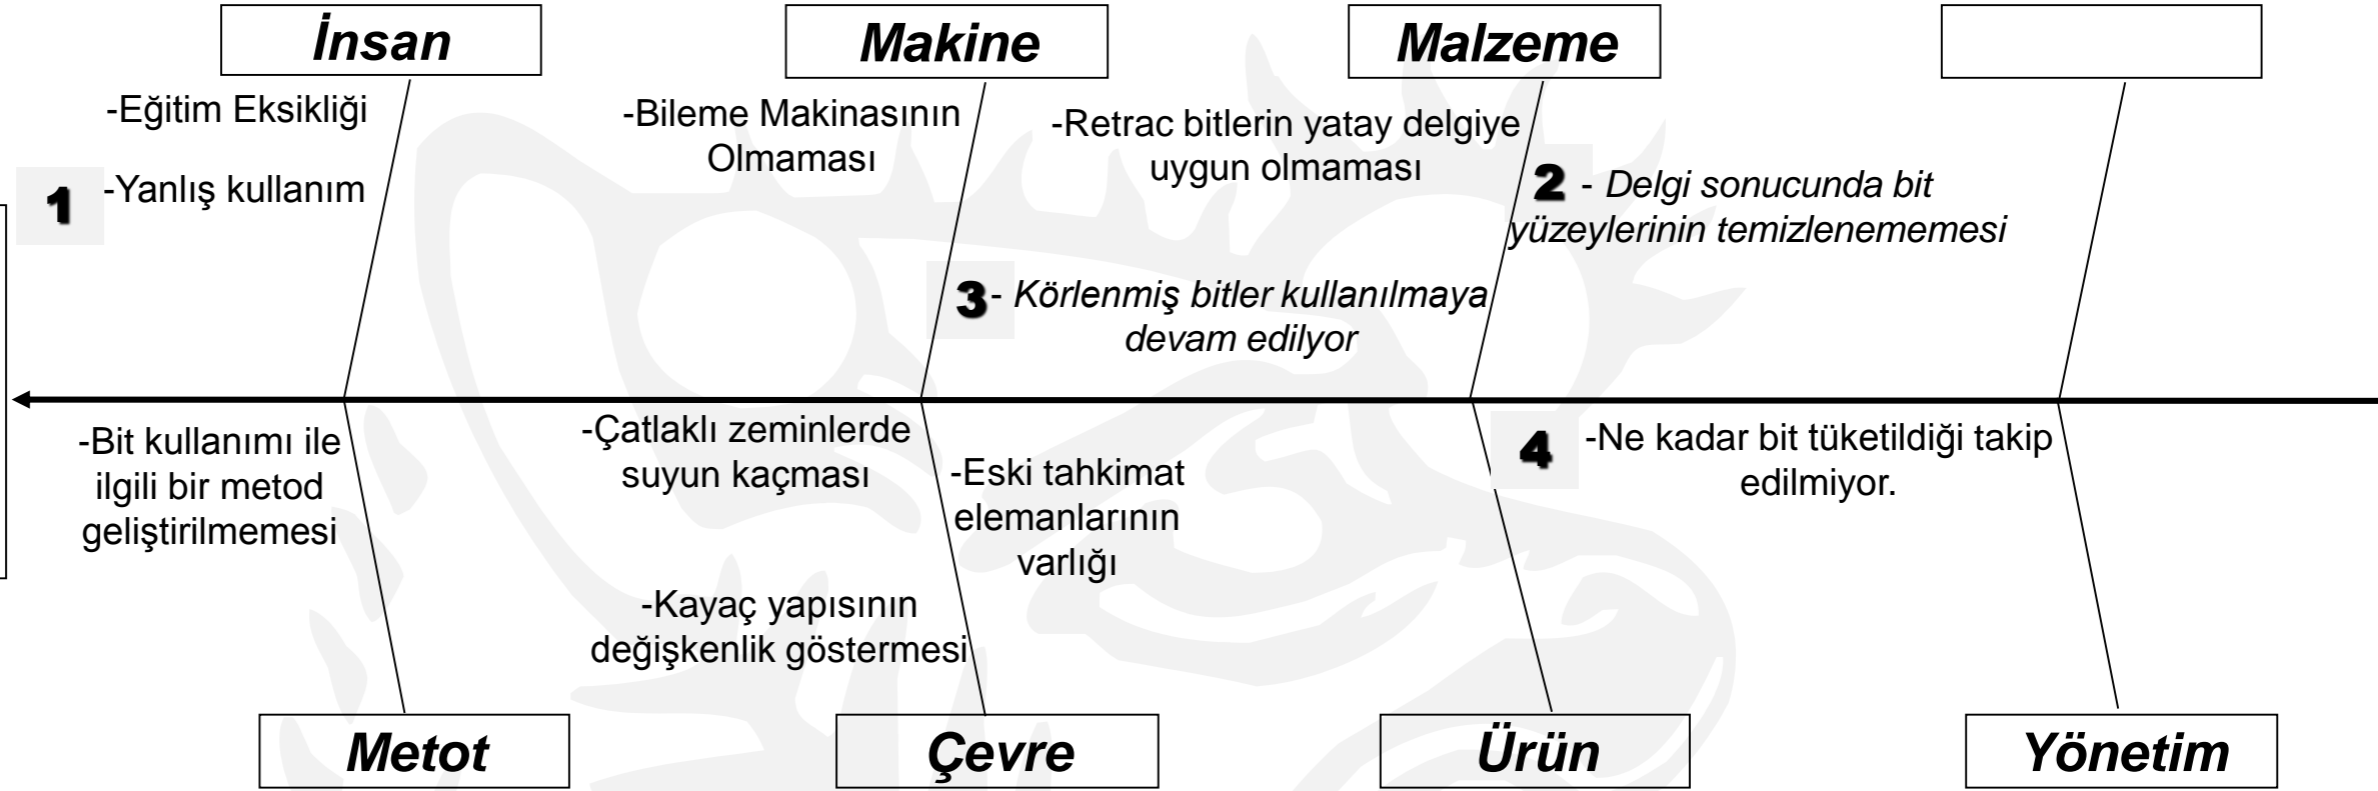 İnsan
Makine
Malzeme
-Eğitim Eksikliği
1 -Yanlış kullanım
-Bileme Makinasının
Olmaması
-Retrac bitlerin yatay delgiye
uygun olmaması
3 - Körlenmiş bitler kullanılmaya
devam edilyor
2 - Delgi sonucunda bit
yüzeylerinin temizlenememesi
-Bit kullanımı ile
ilgili bir metod
geliştirilmemesi
-Çatlaklı zeminlerde
suyun kaçması
-Kayaç yapısının
değişkenlik göstermesi
-Eski tahkimat
elemanlarının
varlığı
4 -Ne kadar bit tüketildiği takip
edilmiyor.
Metot
Çevre
Ürün
Yönetim